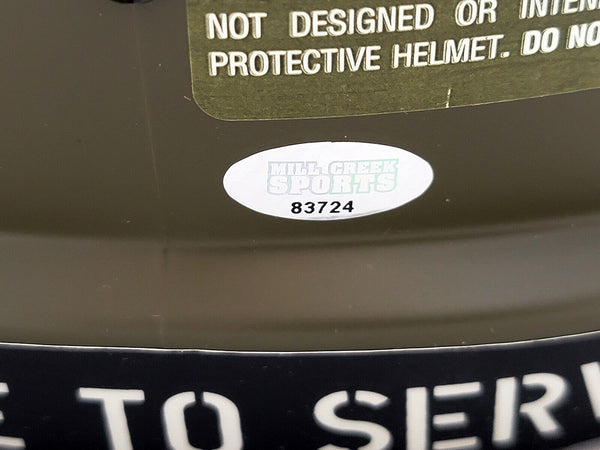 NOT DESIGNED OR
PROTECTIVE HELMET. DO
MILL CREEK
SPORTS
83724
TO